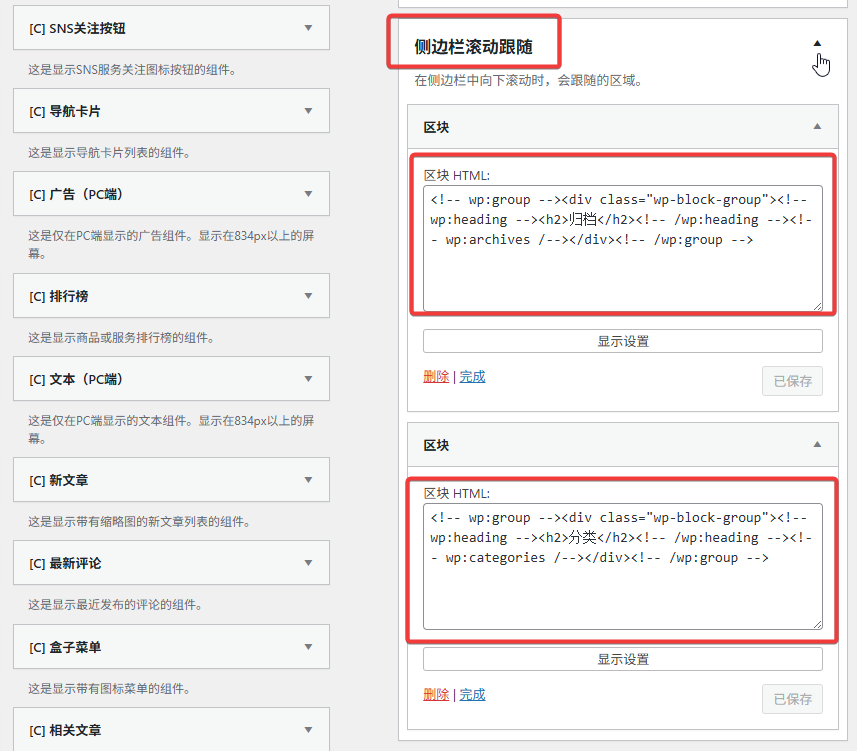 [C] SNS关注按钮
这是显示SNS服务关注图标按钮的组件。
[C] 导航卡片
这是显示导航卡片列表的组件。
[C] 广告（PC端）
这是仅在PC端显示的广告组件。显示在834px以上的屏
幕。
[C] 排行榜
这是显示商品或服务排行榜的组件。
[C] 文本（PC端）
这是仅在PC端显示的文本组件。显示在834px以上的屏
幕。
[C] 新文章
这是显示带有缩略图的新文章列表的组件。
[C] 最新评论
这是显示最近发布的评论的组件。
[C] 盒子菜单
这是显示带有图标菜单的组件。
[C] 相关文章
侧边栏滚动跟随
在侧边栏中向下滚动时，会跟随的区域。
区块
区块 HTML:
<!-- wp:group --><div class="wp-block-group"><!--
wp:heading --><h2>归档</h2><!-- /wp:heading --><!-
- wp:archives /--></div><!-- /wp:group -->
显示设置
删除 | 完成
已保存
区块
区块 HTML:
<!-- wp:group --><div class="wp-block-group"><!--
wp:heading --><h2>分类</h2><!-- /wp:heading --><!-
- wp:categories /--></div><!-- /wp:group -->
显示设置
删除 | 完成
已保存